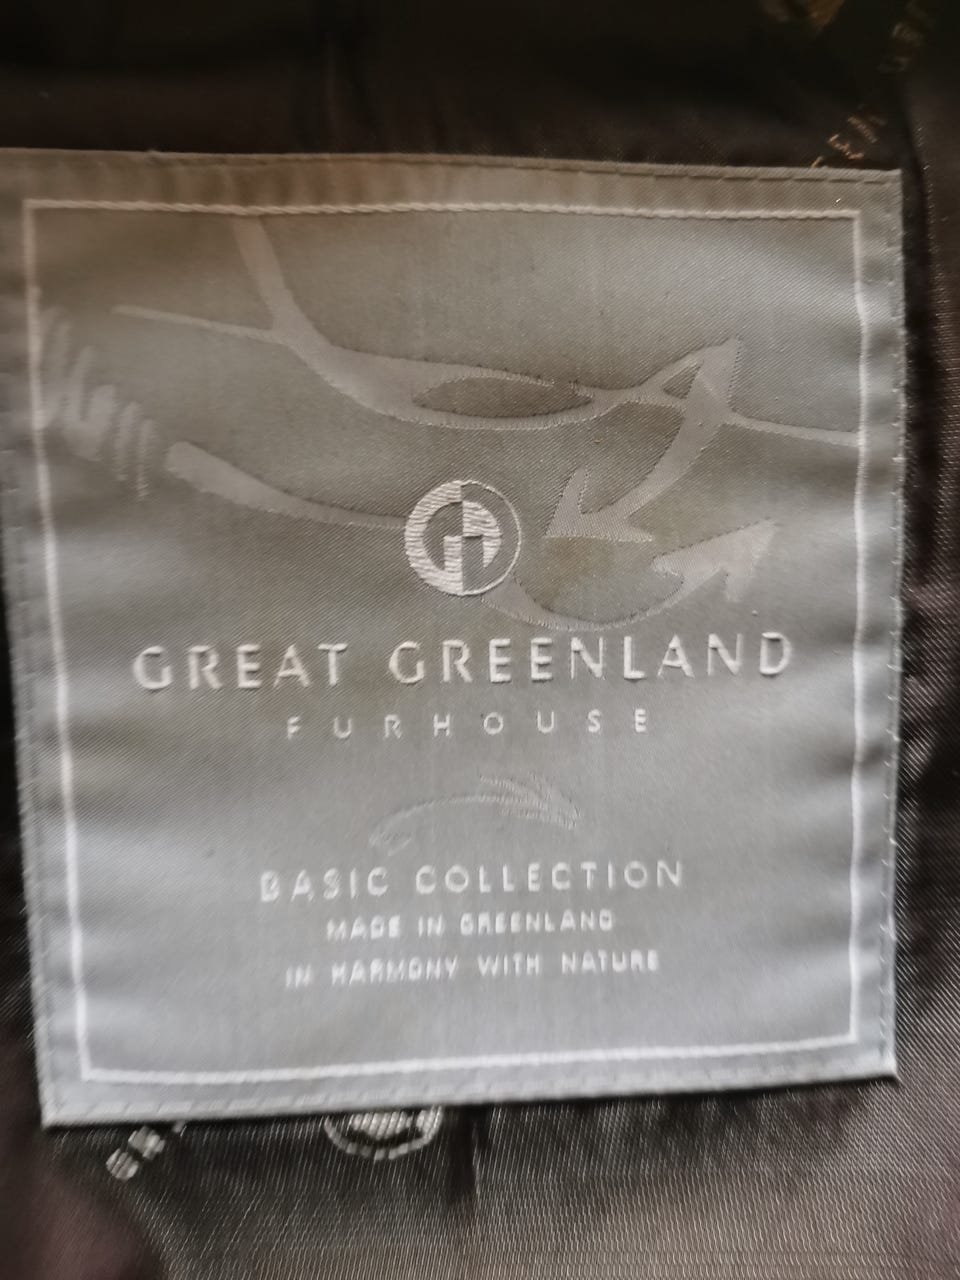 GREAT GREENLAND
FURHOUSE
BASIC COLLECTION
MADE IN GREENLAND
IN HARMONY WITH NATURE